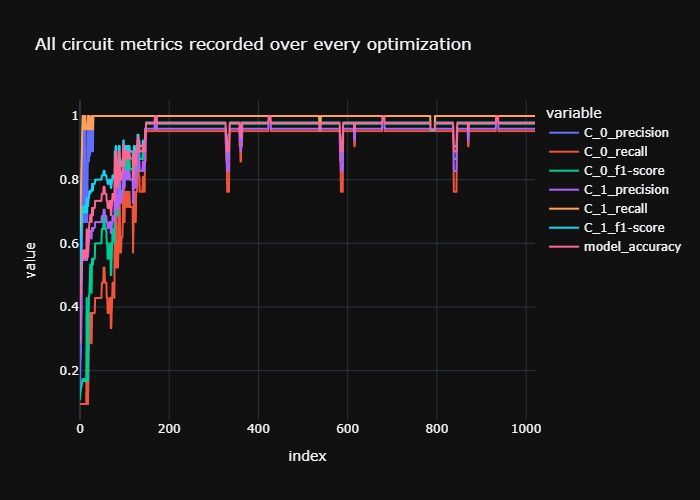 All circuit metrics recorded over every optimization
variable
C_0_precision
C_0_recall
C_0_f1-score
C_1_precision
C_1_recall
C_1_f1-score
model_accuracy
value
1
0.8
0.6
0.4
0.2
0 200 400 600 800 1000
index